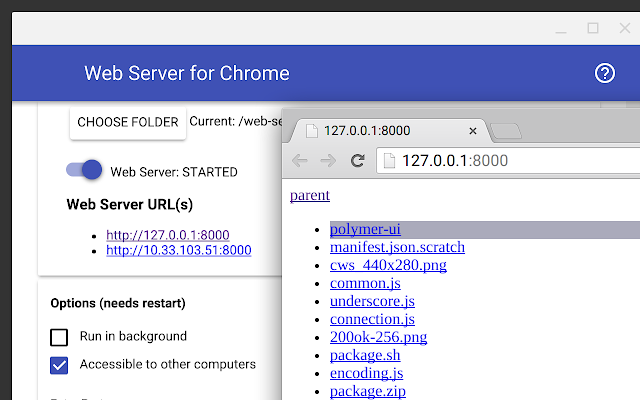 Web Server for Chrome
CHOOSE FOLDER Current: /web-se
Web Server: STARTED
Web Server URL(s)
http://127.0.0.1:8000
http://10.33.103.51:8000
Options (needs restart)
Run in background
Accessible to other computers
127.0.0.1:8000
127.0.0.1:8000
parent
polymer-ui
manifest.json.scratch
cws_440x280.png
common.js
underscore.js
connection.js
200ok-256.png
package.sh
encoding.js
package.zip